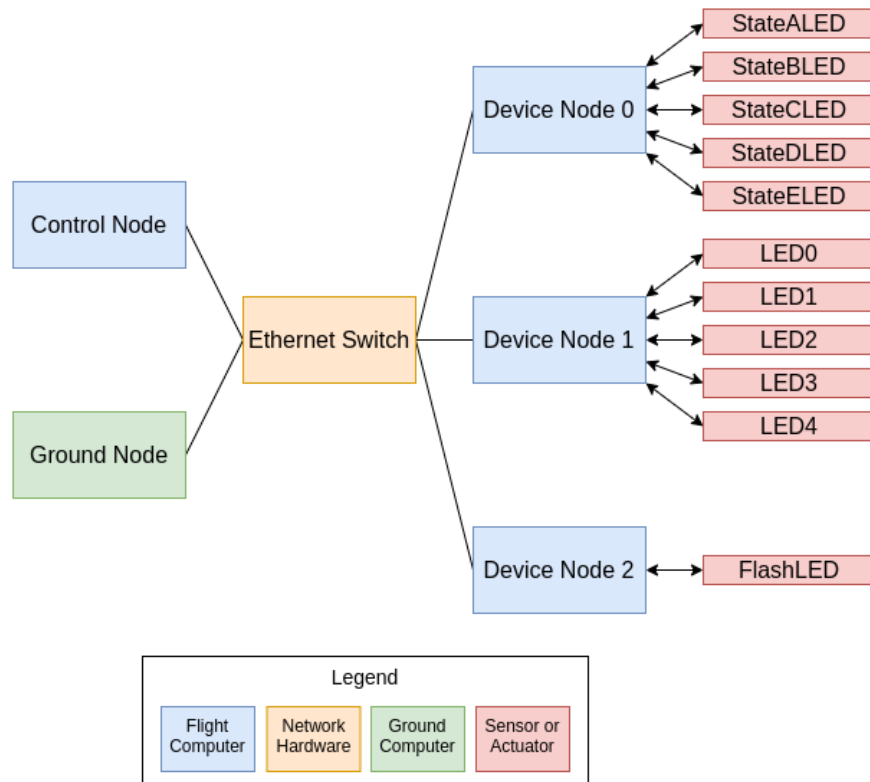 StateALED
StateBLED
Device Node 0
StateCLED
StateDLED
StateELED
Control Node
LED0
LED1
Ethernet Switch
Device Node 1
LED2
LED3
LED4
Ground Node
Device Node 2
FlashLED
Legend
Flight
Computer
Network
Hardware
Ground
Computer
Sensor or
Actuator